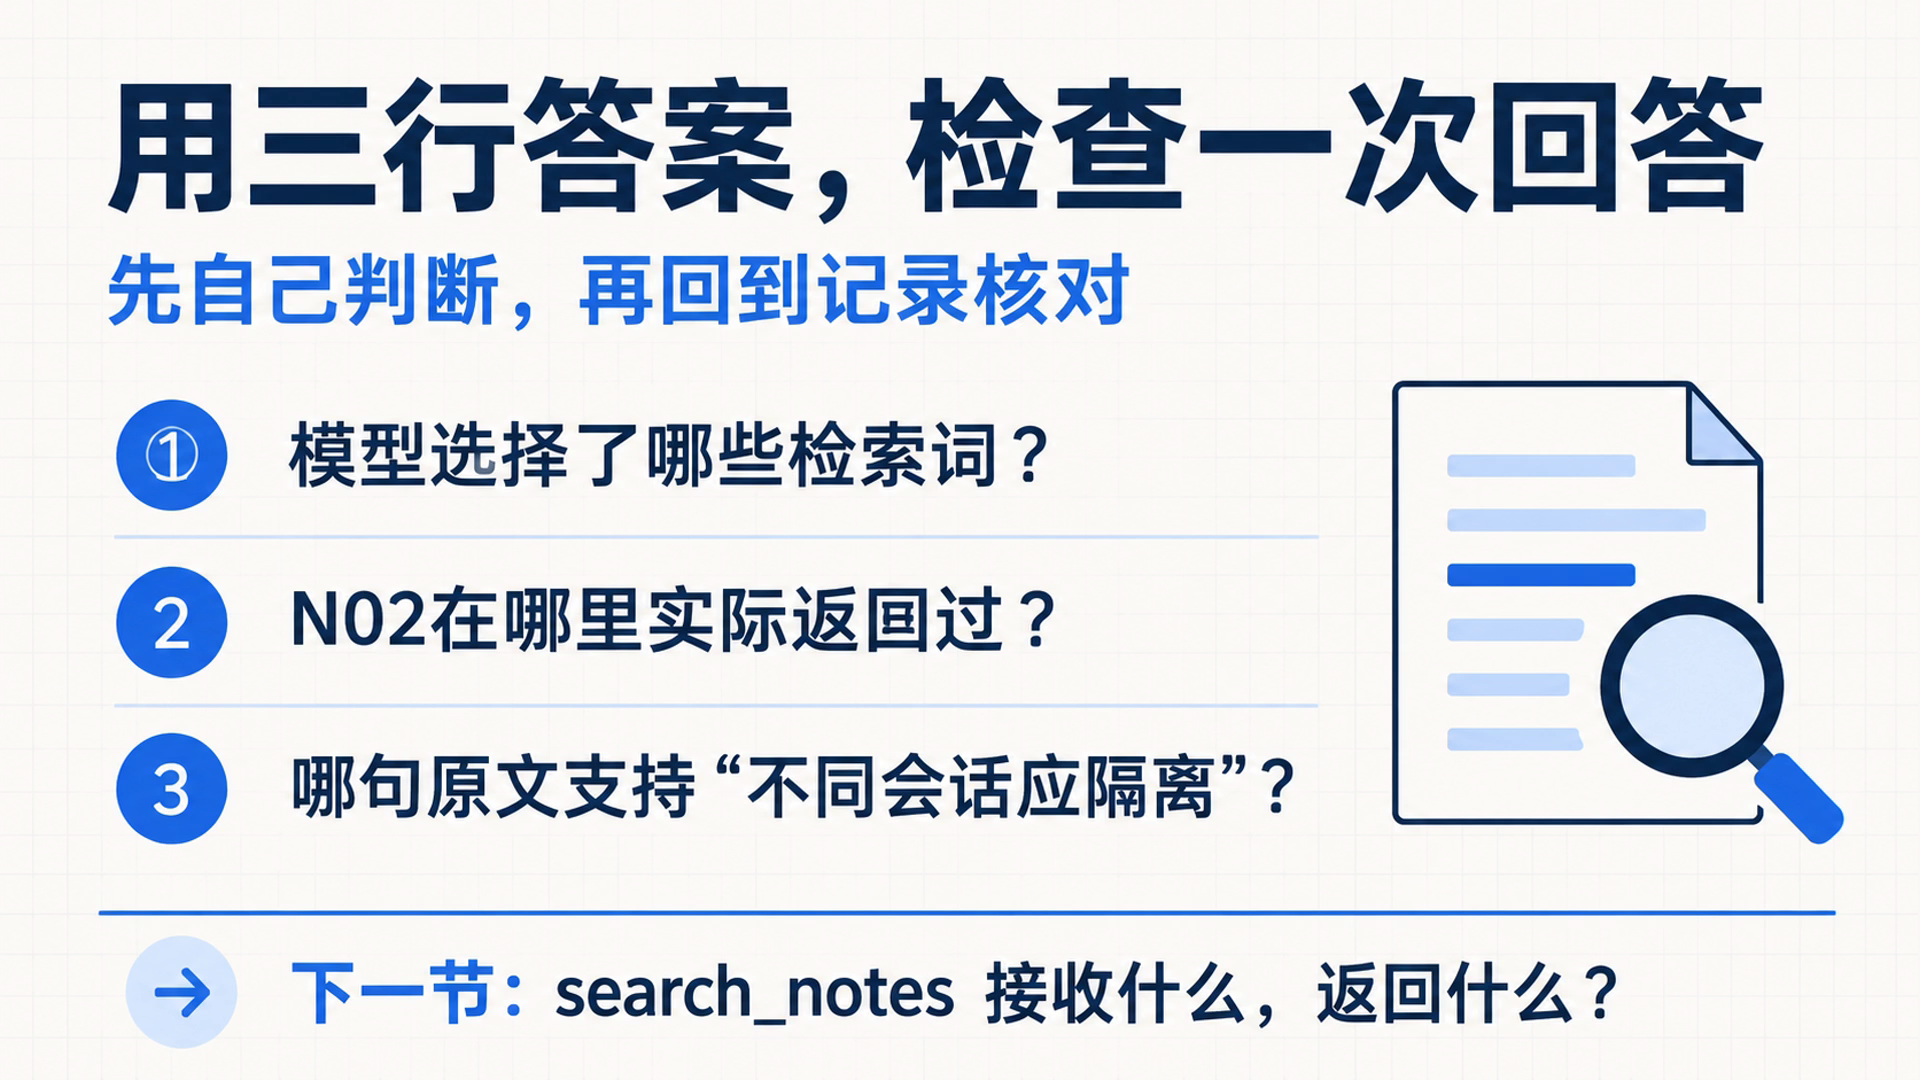 用三行答案，检查一次回答
先自己判断，再回到记录核对
① 模型选择了哪些检索词？
2 N02在哪里实际返回过？
3 哪句原文支持“不同会话应隔离”？
→ 下一节：search_notes 接收什么，返回什么？